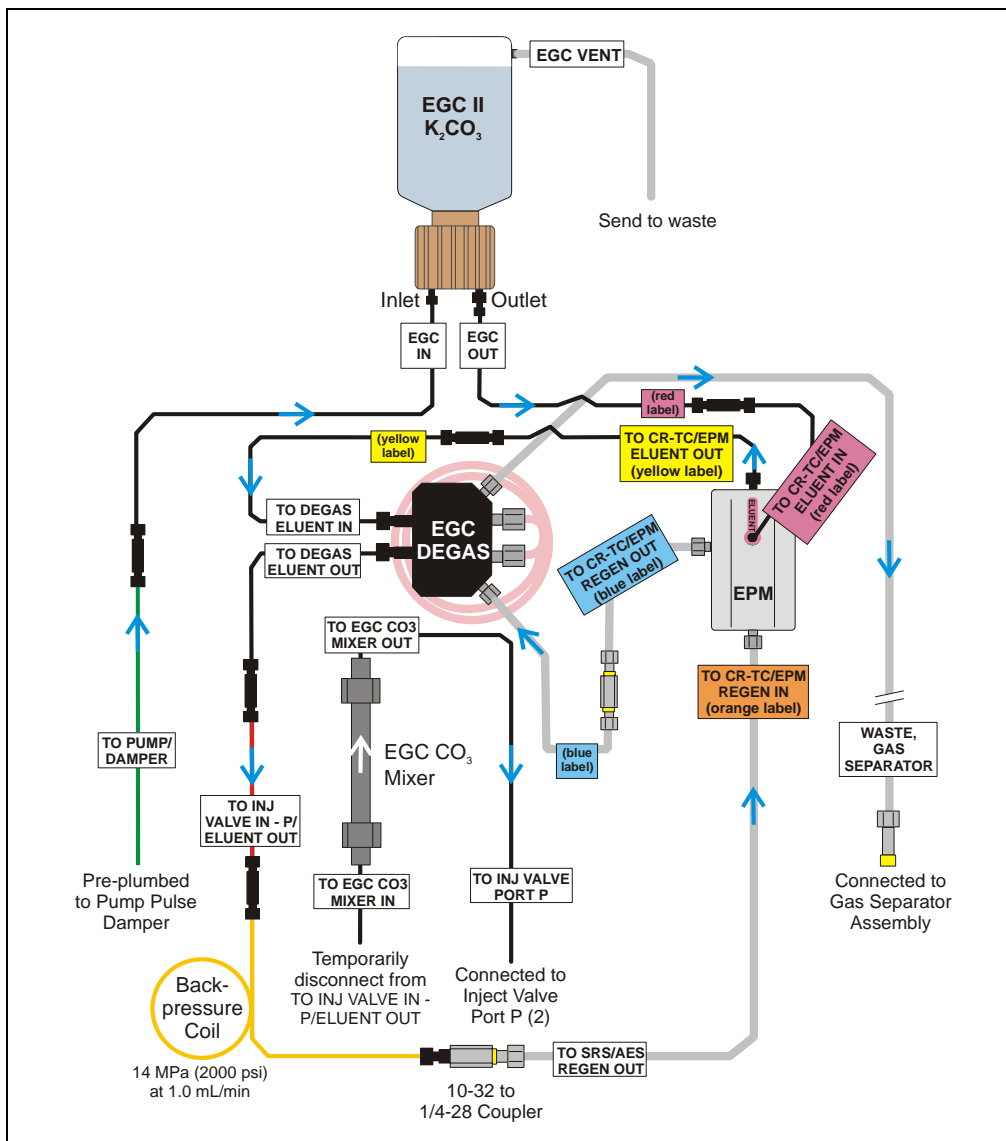 EGC VENT
EGC II
K₂CO₃
Send to waste
Inlet
Outlet
EGC
IN
EGC
OUT
(red
label)
(yellow
label)
TO CR-TC/EPM
ELUENT OUT
(yellow label)
TO CR-TC/EPM
ELUENT IN
(red label)
TO DEGAS
ELUENT IN
EGC
DEGAS
TO DEGAS
ELUENT OUT
TO CR-TC/EPM
REGEN OUT
(blue label)
ELUENT
EPM
TO EGC CO3
MIXER OUT
TO CR-TC/EPM
REGEN IN
(orange label)
TO PUMP/
DAMPER
EGC CO₃
Mixer
(blue
label)
WASTE,
GAS
SEPARATOR
TO INJ
VALVE IN - P/
ELUENT OUT
Pre-plumbed
to Pump Pulse
Damper
TO EGC CO3
MIXER IN
TO INJ VALVE
PORT P
Connected to
Gas Separator
Assembly
Temporarily
disconnect from
TO INJ VALVE IN -
P/ELUENT OUT
Connected to
Inject Valve
Port P (2)
Back-
pressure
Coil
14 MPa (2000 psi)
at 1.0 mL/min
TO SRS/AES
REGEN OUT
10-32 to
1/4-28 Coupler